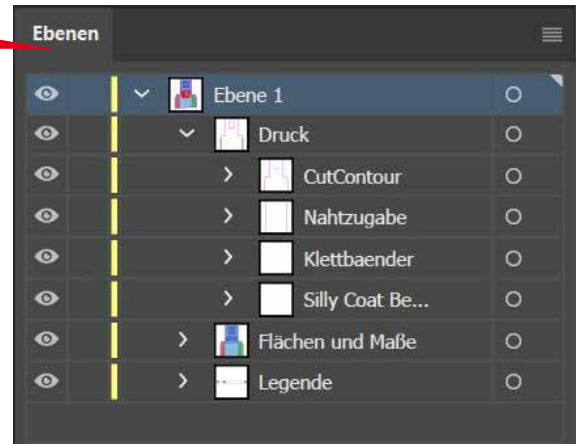 Ebenen
Ebene 1
Druck
CutContour
Nahtzugabe
Klettbaender
Silly Coat Be...
Flächen und Maße
Legende